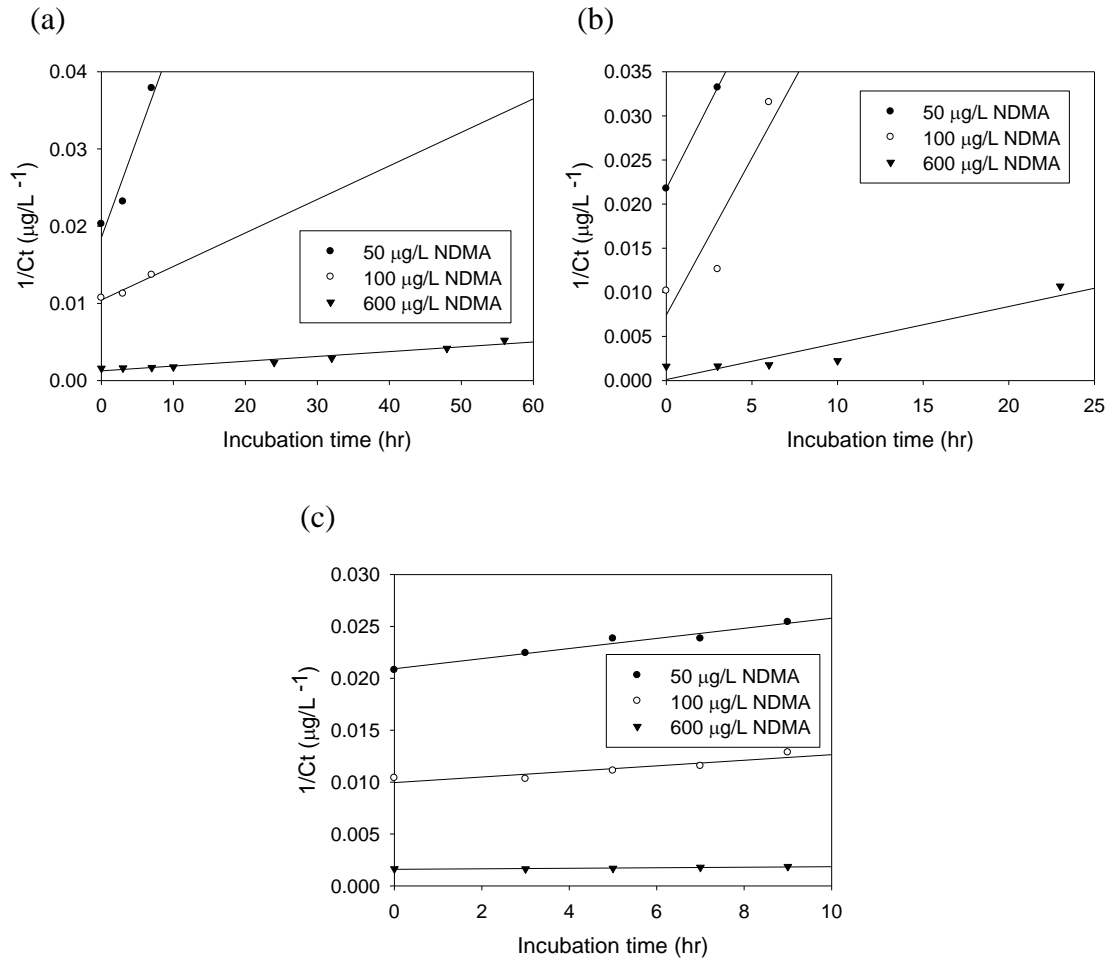 (a)
1/Ct (µg/L ⁻¹)
0.04
0.03
0.02
0.01
0.00
50 µg/L NDMA
100 µg/L NDMA
600 µg/L NDMA
0 10 20 30 40 50 60
Incubation time (hr)
(b)
1/Ct (µg/L ⁻¹)
0.035
0.030
0.025
0.020
0.015
0.010
0.005
0.000
50 µg/L NDMA
100 µg/L NDMA
600 µg/L NDMA
0 5 10 15 20 25
Incubation time (hr)
(c)
1/Ct (µg/L ⁻¹)
0.030
0.025
0.020
0.015
0.010
0.005
0.000
50 µg/L NDMA
100 µg/L NDMA
600 µg/L NDMA
0 2 4 6 8 10
Incubation time (hr)